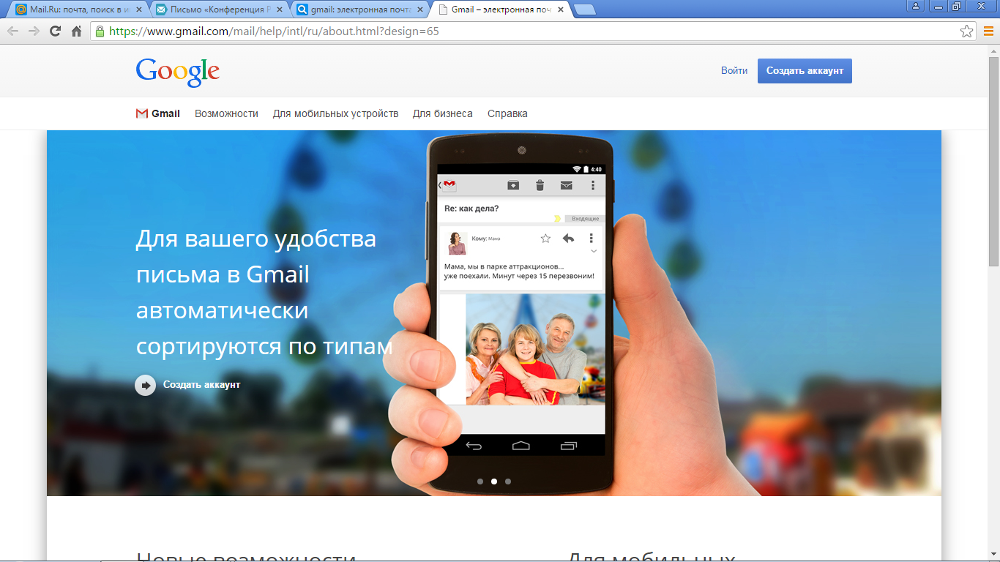 Mail.Ru: почта, поиск в и
Письмо «Конференция Р
gmail: электронная почта
Gmail – электронная поч
https://www.gmail.com/mail/help/intl/ru/about.html?design=65
Google
Войти
Создать аккаунт
Gmail
Возможности
Для мобильных устройств
Для бизнеса
Справка
4:40
Re: как дела?
Входящие
Кому: Мама
Мама, мы в парке аттракционов...
уже поехали. Минут через 15 перезвоним!
Для вашего удобства
письма в Gmail
автоматически
сортируются по типам
Создать аккаунт
Новые возможности
Для мобильных